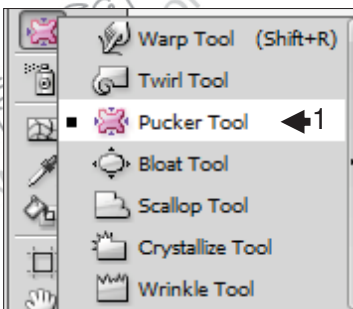 Warp Tool (Shift+R)
Twirl Tool
Pucker Tool 1
Bloat Tool
Scallop Tool
Crystallize Tool
Wrinkle Tool